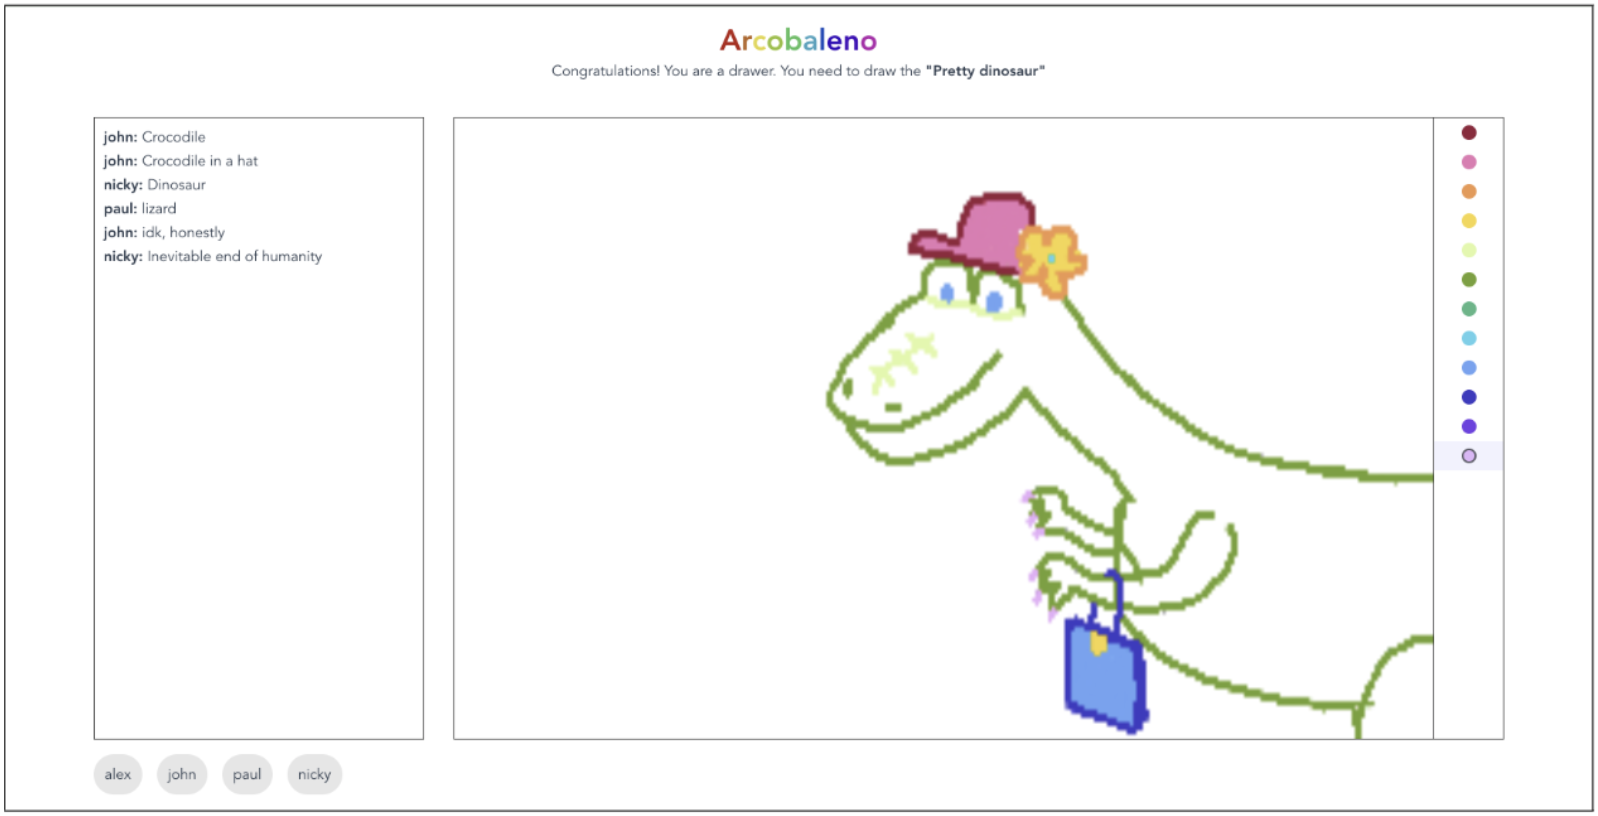 Arcobaleno
Congratulations! You are a drawer. You need to draw the "Pretty dinosaur"
john: Crocodile
john: Crocodile in a hat
nicky: Dinosaur
paul: lizard
john: idk, honestly
nicky: Inevitable end of humanity
alex john paul nicky